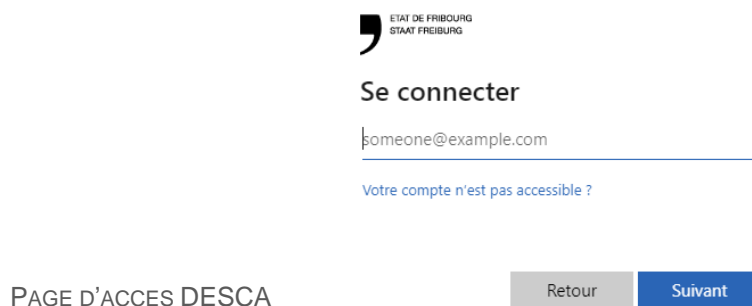 ETAT DE FRIBOURG
STAAT FREIBURG
Se connecter
someone@example.com
Votre compte n'est pas accessible ?
PAGE D'ACCES DESCA
Retour
Suivant